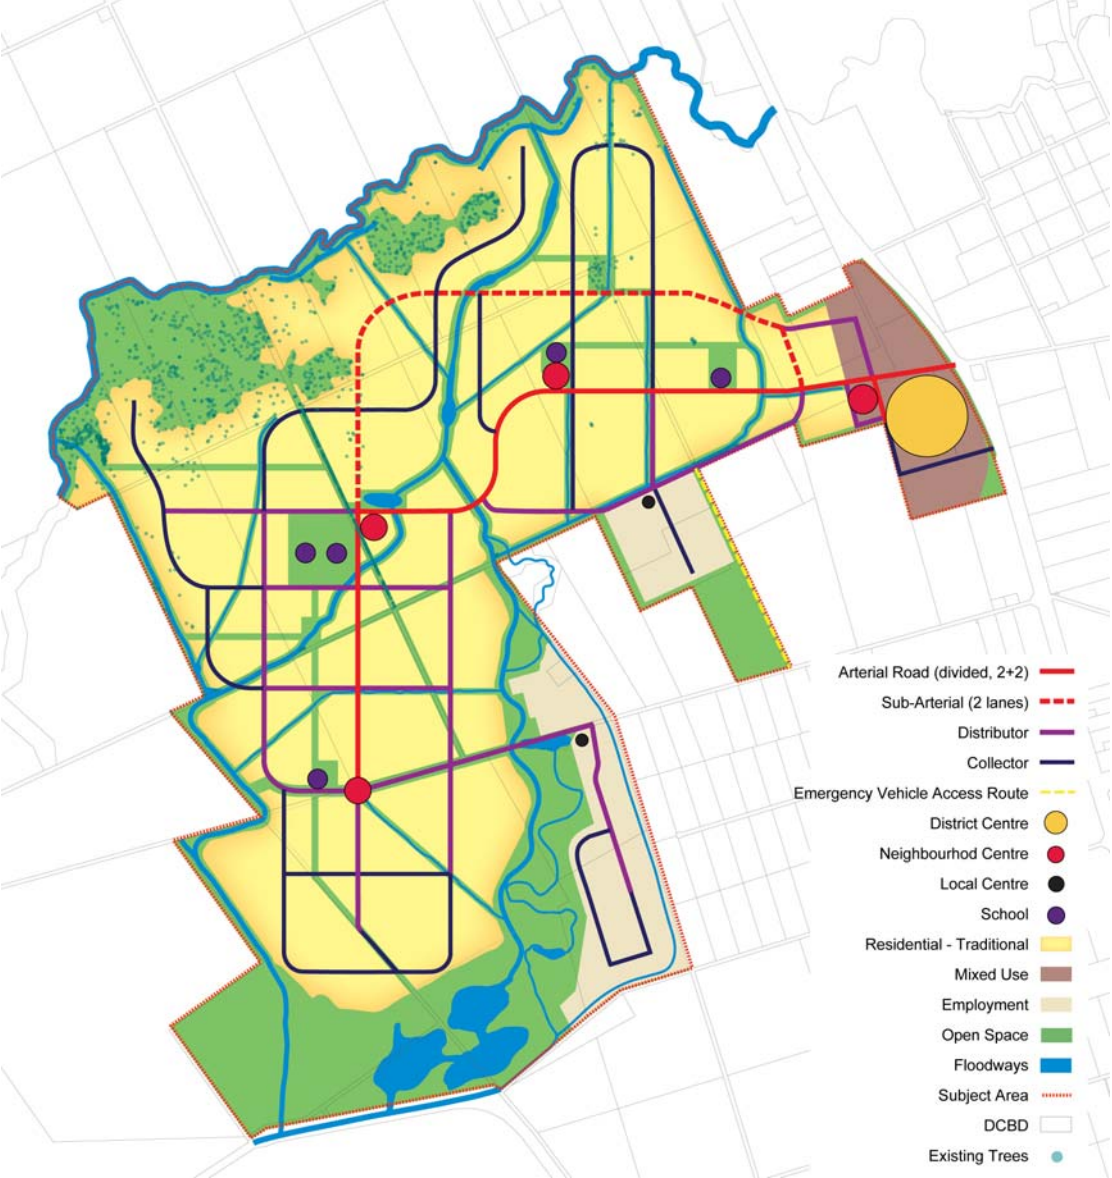 Arterial Road (divided, 2+2)
Sub-Arterial (2 lanes)
Distributor
Collector
Emergency Vehicle Access Route
District Centre
Neighbourhod Centre
Local Centre
School
Residential - Traditional
Mixed Use
Employment
Open Space
Floodways
Subject Area
DCBD
Existing Trees